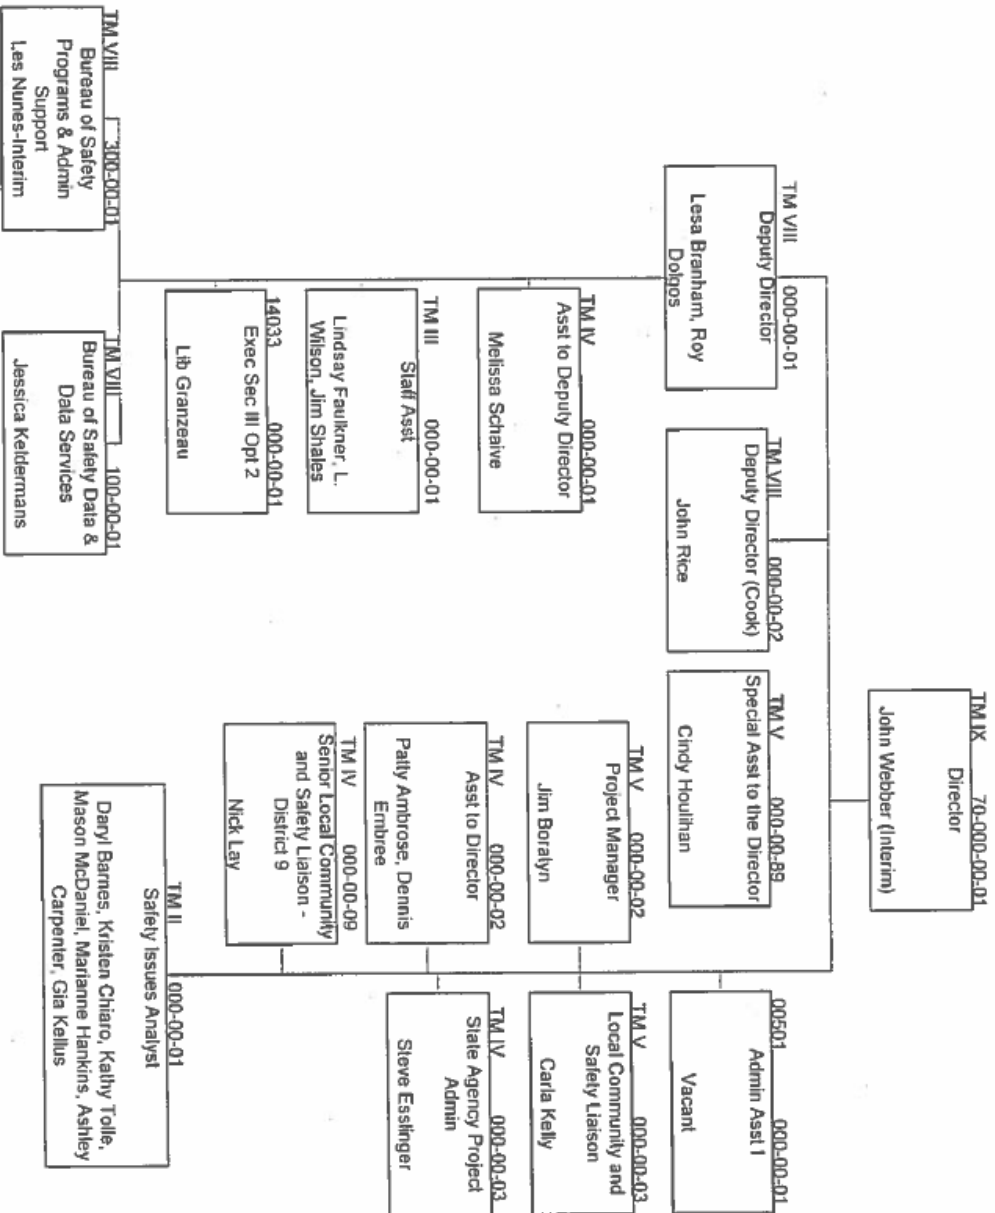 TM IX 70-000-00-01
Director
John Webber (Interim)
TM VIII 000-00-01
Deputy Director
Lesa Branham, Roy
Dolgos
TM VIII 000-00-02
Deputy Director (Cook)
John Rice
TM V 000-00-89
Special Asst to the Director
Cindy Houlihan
00501 000-00-01
Admin Asst I
Vacant
TM IV 000-00-01
Asst to Deputy Director
Melissa Schaive
TM V 000-00-02
Project Manager
Jim Boralyn
TM V 000-00-03
Local Community and
Safety Liaison
Carla Kelly
TM III 000-00-01
Staff Asst
Lindsay Faulkner, L.
Wilson, Jim Shales
TM IV 000-00-02
Asst to Director
Patty Ambrose, Dennis
Embree
TM IV 000-00-03
State Agency Project
Admin
Steve Esslinger
14033 000-00-01
Exec Sec III Opt 2
Lib Granzeau
TM IV 000-00-09
Senior Local Community
and Safety Liaison -
District 9
Nick Lay
TM VIII 300-00-01
Bureau of Safety
Programs & Admin
Support
Les Nunes-Interim
TM VIII 100-00-01
Bureau of Safety Data &
Data Services
Jessica Keldermans
TM II 000-00-01
Safety Issues Analyst
Daryl Barnes, Kristen Chiaro, Kathy Tolle,
Mason McDaniel, Marianne Hankins, Ashley
Carpenter, Gia Kellus